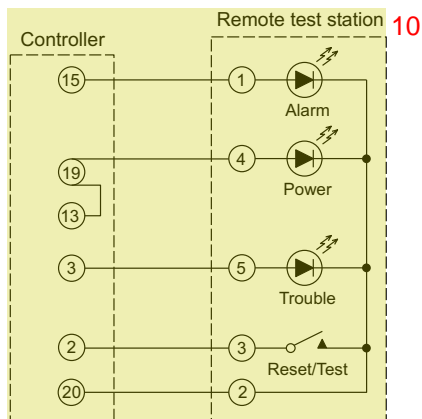 Remote test station 10
Controller
15 1
Alarm
19 4
Power
13
3 5
Trouble
2 3
Reset/Test
20 2